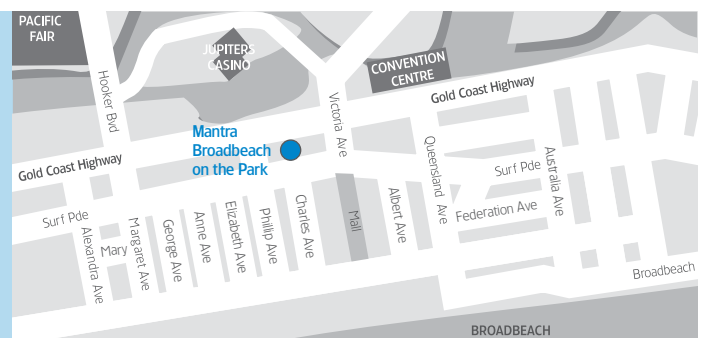 PACIFIC
FAIR
JUPITERS
CASINO
CONVENTION
CENTRE
Gold Coast Highway
Hooker Bvd
Victoria Ave
Mantra
Broadbeach
on the Park
Queensland Ave
Australia Ave
Gold Coast Highway
Surf Pde
Surf Pde
Federation Ave
Alexandra Ave
Mary
Margaret Ave
George Ave
Anne Ave
Elizabeth Ave
Phillip Ave
Charles Ave
Mall
Albert Ave
Broadbeach
BROADBEACH